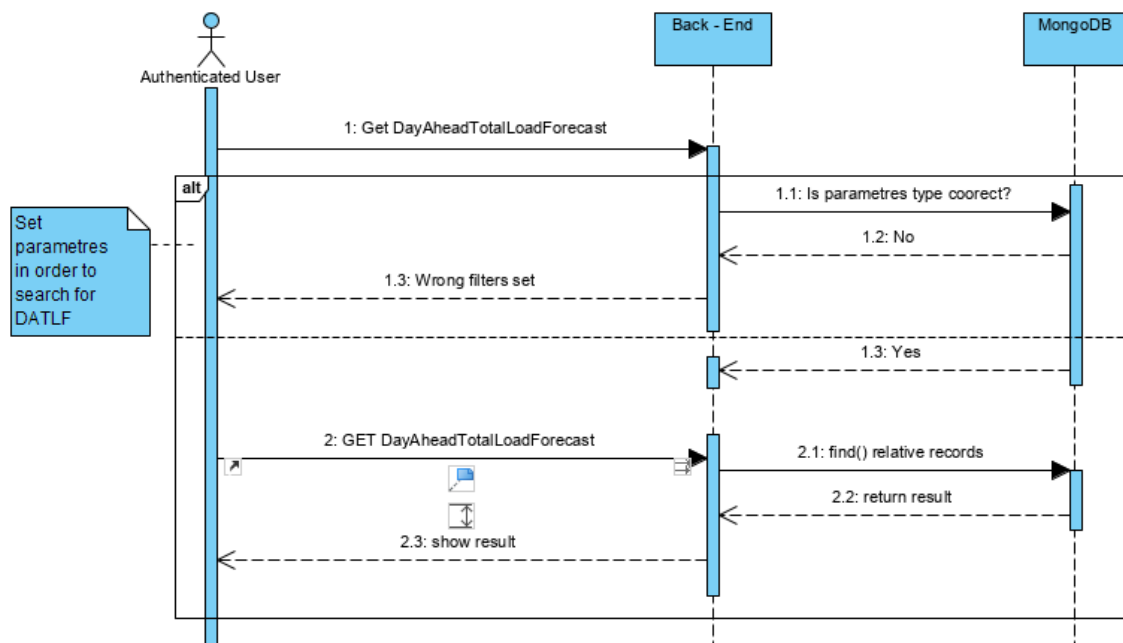 Back - End
MongoDB
Authenticated User
1: Get DayAheadTotalLoadForecast
alt
1.1: Is parametres type coorect?
Set
parametres
in order to
search for
DATLF
1.2: No
1.3: Wrong filters set
1.3: Yes
2: GET DayAheadTotalLoadForecast
2.1: find() relative records
2.2: return result
2.3: show result